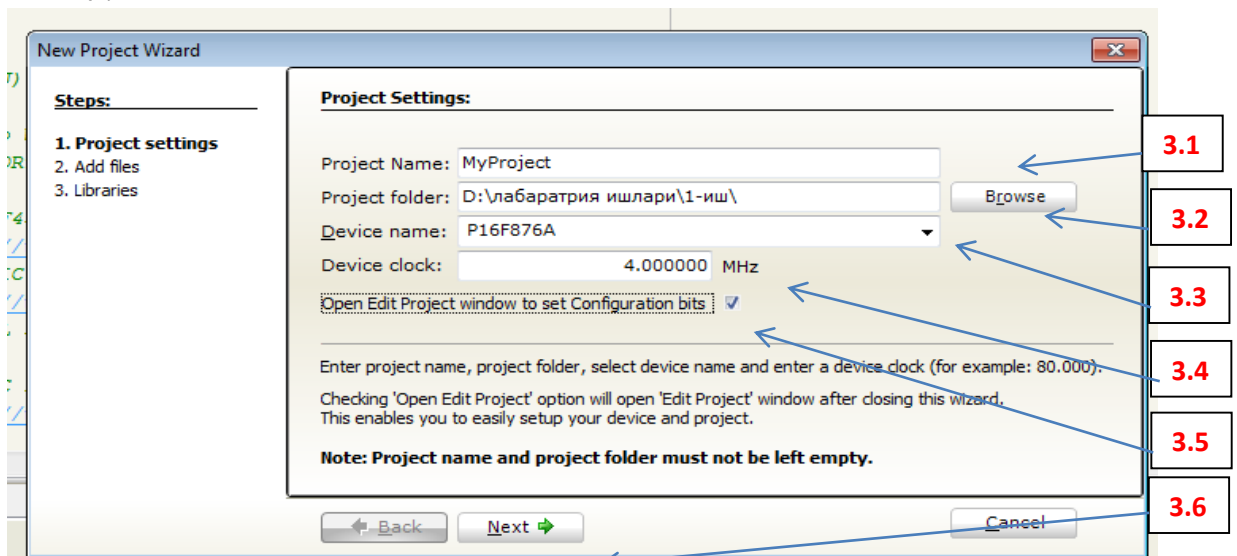 New Project Wizard
Steps:
1. Project settings
2. Add files
3. Libraries
Project Settings:
Project Name: MyProject
Project folder: D:\лабаратрия ишлари\1-иш\ Browse
Device name: P16F876A
Device clock: 4.000000 MHz
Open Edit Project window to set Configuration bits
Enter project name, project folder, select device name and enter a device clock (for example: 80.000).
Checking 'Open Edit Project' option will open 'Edit Project' window after closing this wizard.
This enables you to easily setup your device and project.
Note: Project name and project folder must not be left empty.
Back Next Cancel
3.1
3.2
3.3
3.4
3.5
3.6